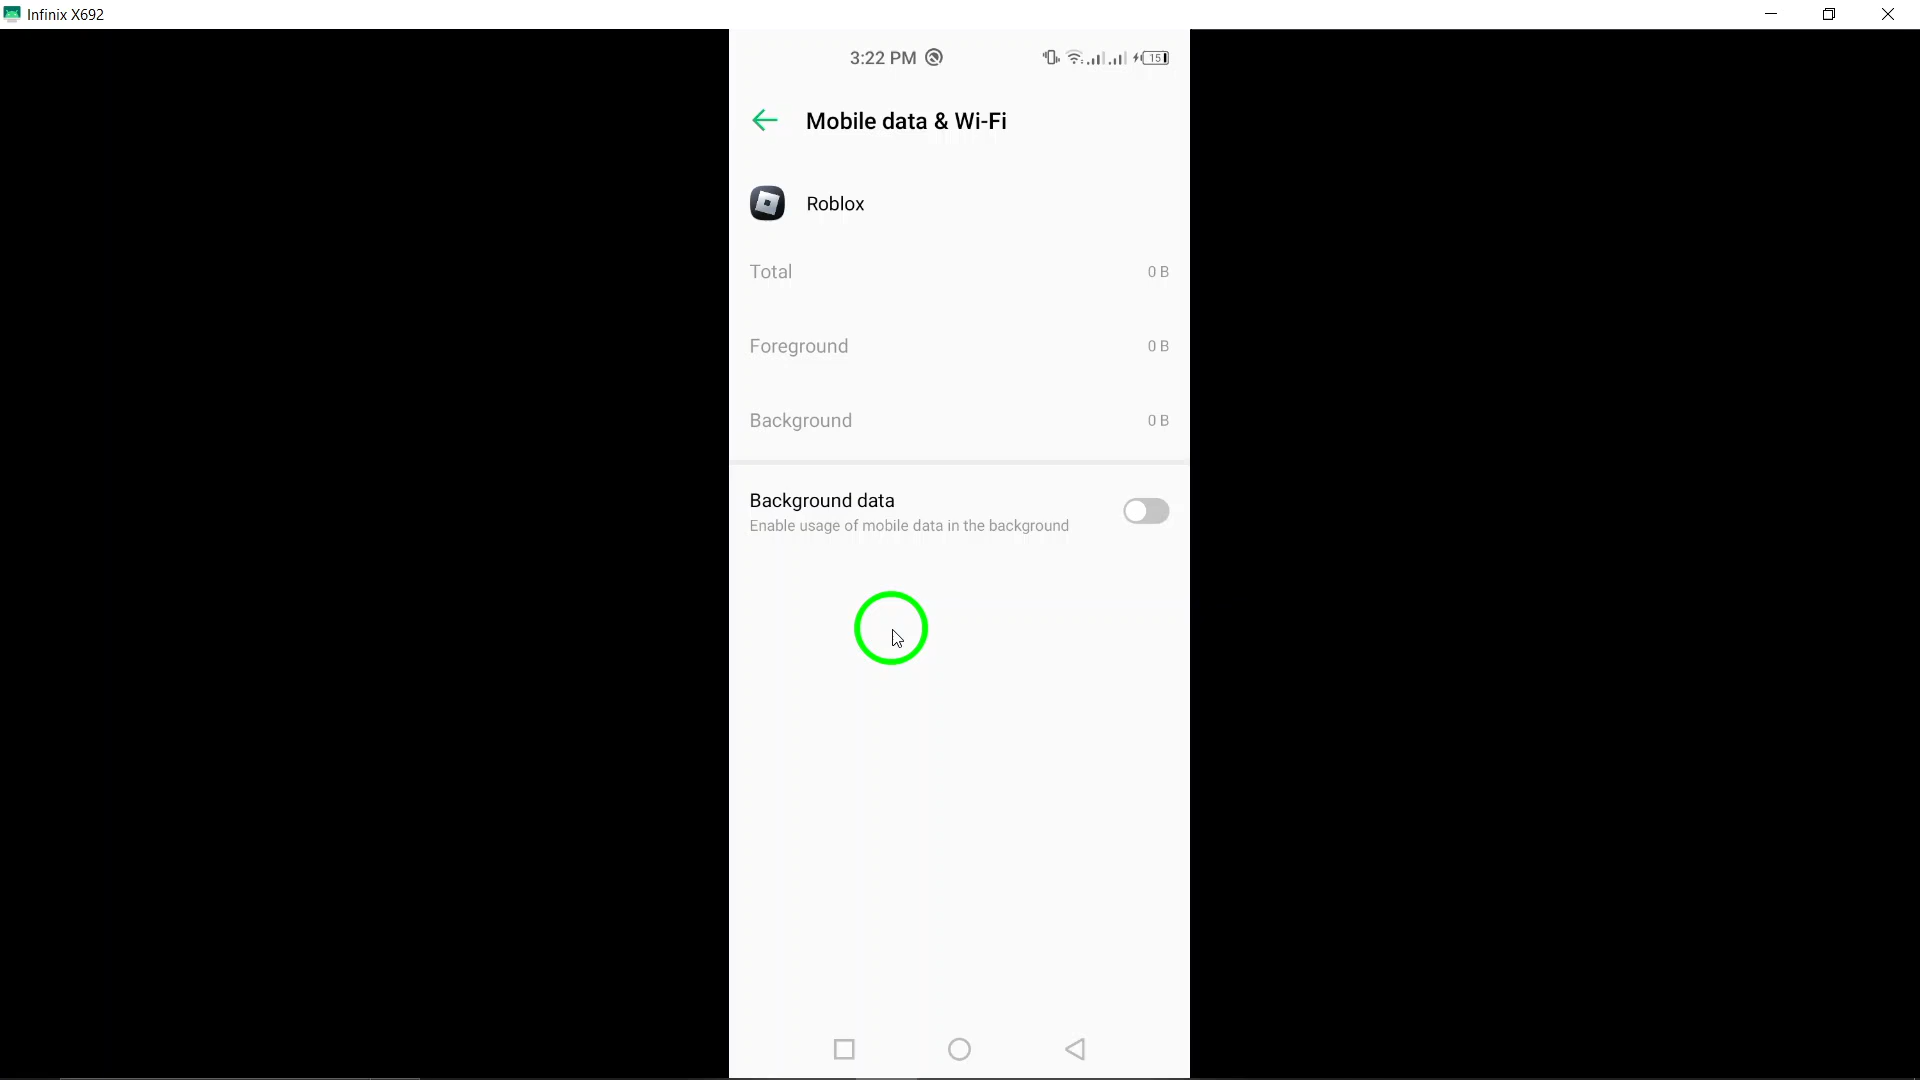 Infinix X692
3:22 PM
15
Mobile data & Wi-Fi
Roblox
Total 0 B
Foreground 0 B
Background 0 B
Background data
Enable usage of mobile data in the background